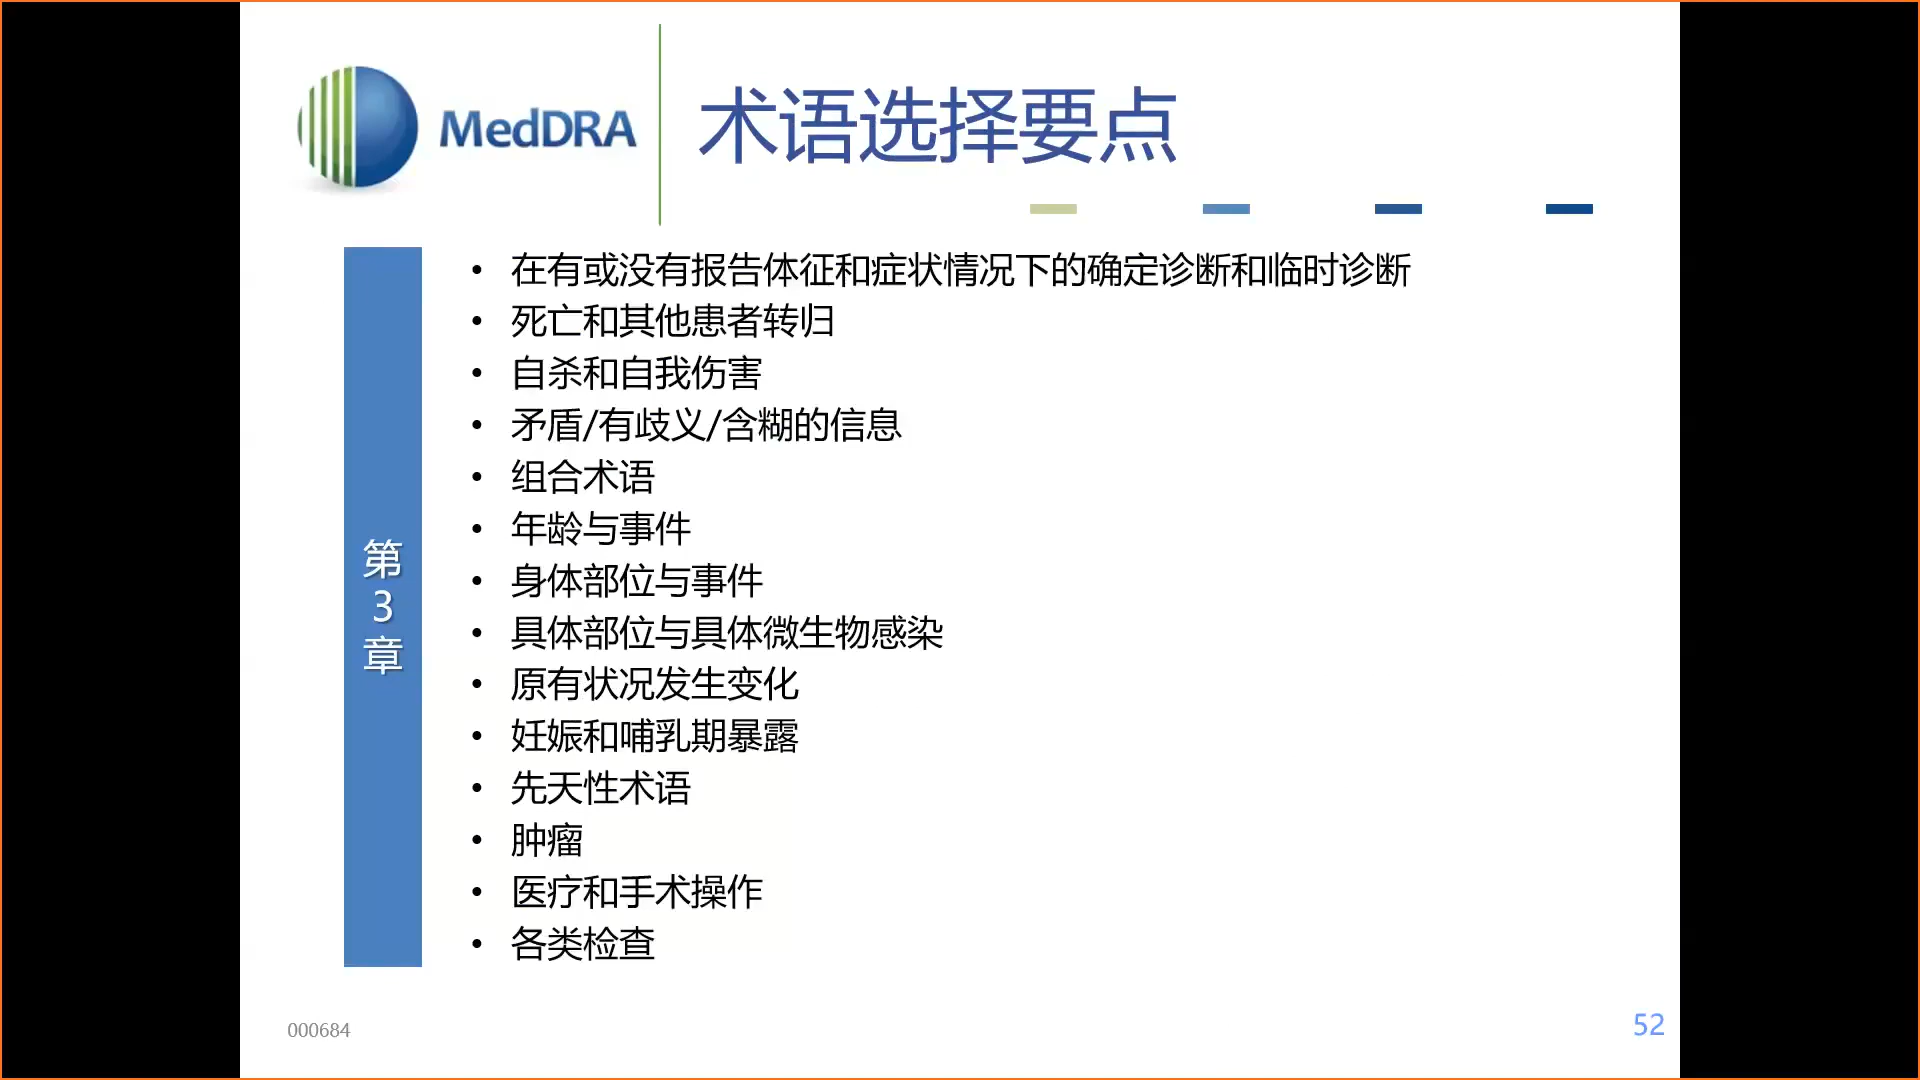 MedDRA
术语选择要点
第
3
章
• 在有或没有报告体征和症状情况下的确定诊断和临时诊断
• 死亡和其他患者转归
• 自杀和自我伤害
• 矛盾/有歧义/含糊的信息
• 组合术语
• 年龄与事件
• 身体部位与事件
• 具体部位与具体微生物感染
• 原有状况发生变化
• 妊娠和哺乳期暴露
• 先天性术语
• 肿瘤
• 医疗和手术操作
• 各类检查
000684
52